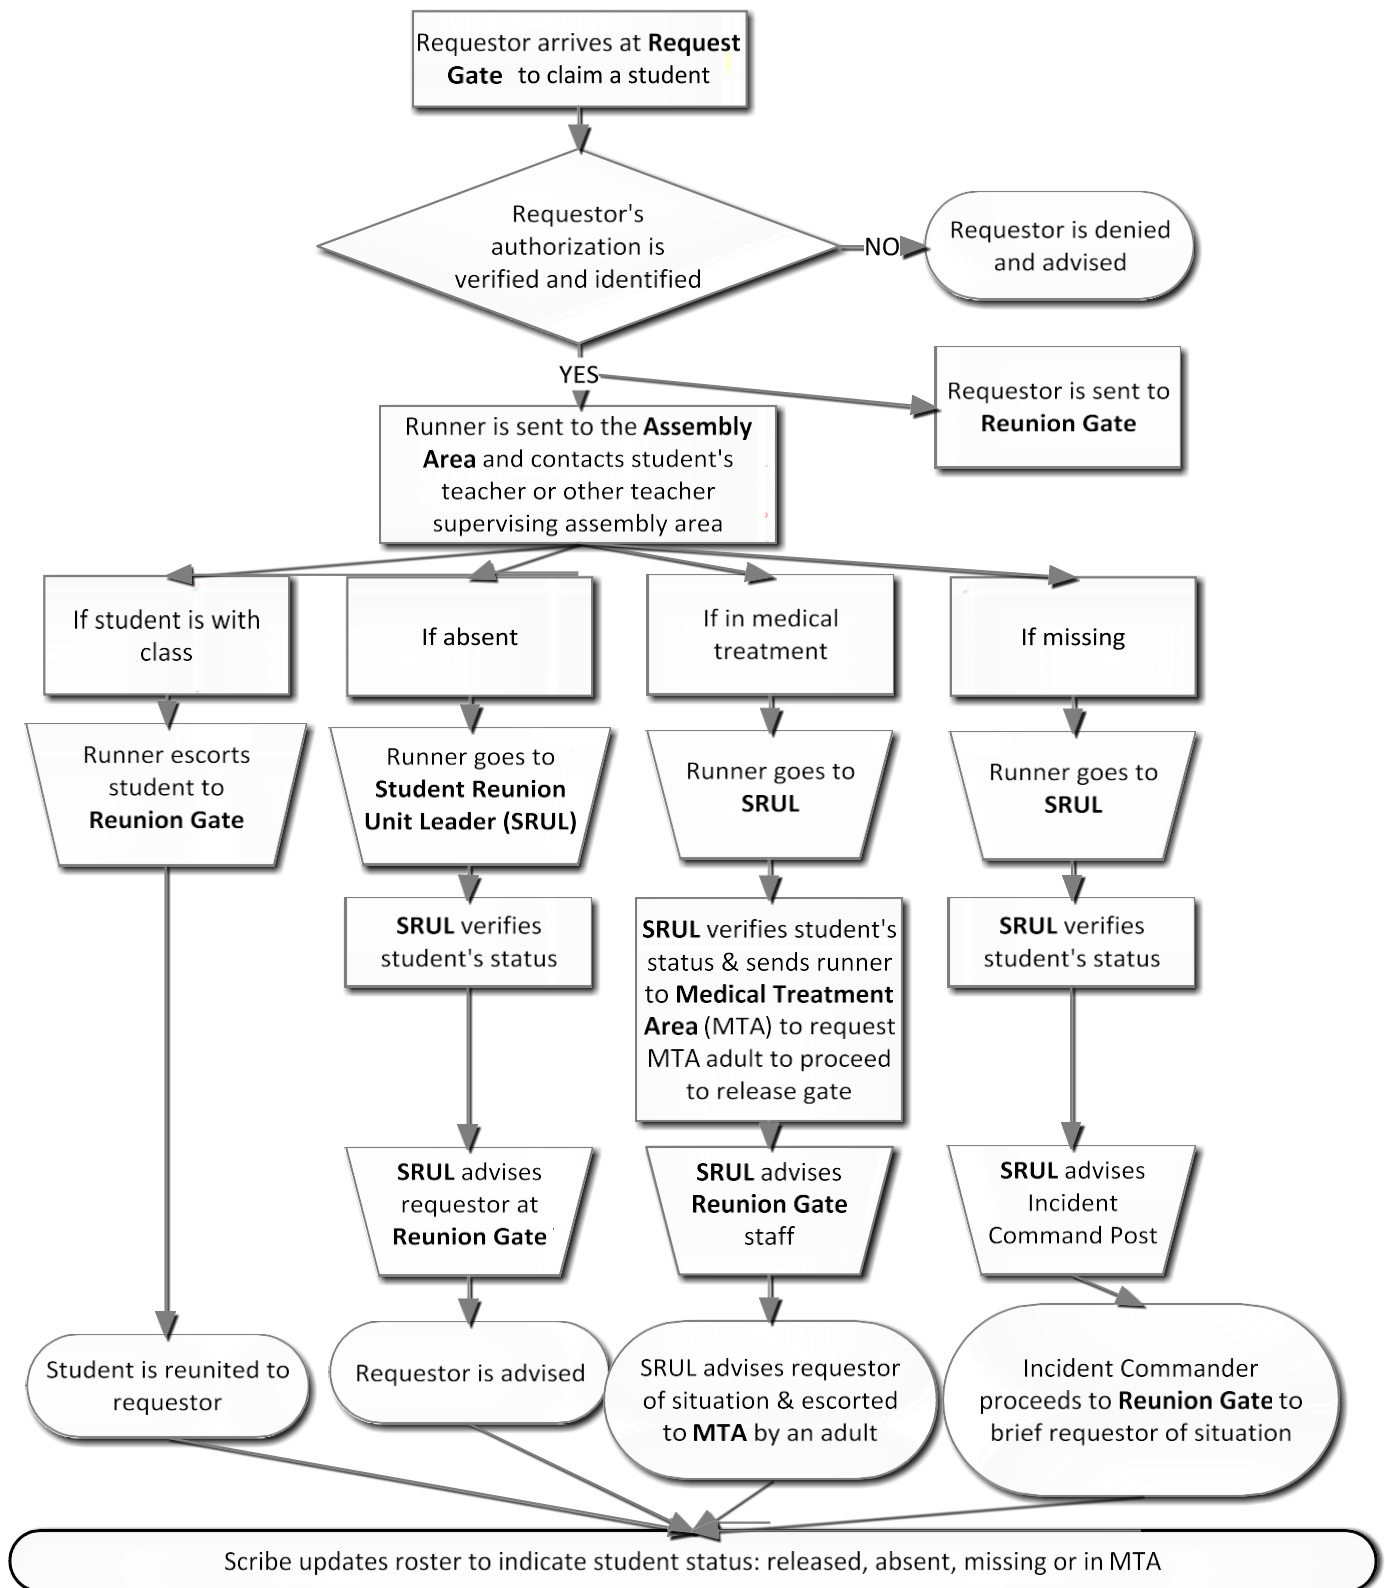 Requestor arrives at Request
Gate to claim a student
Requestor's
authorization is
verified and identified
NO
Requestor is denied
and advised
YES
Requestor is sent to
Reunion Gate
Runner is sent to the Assembly
Area and contacts student's
teacher or other teacher
supervising assembly area
If student is with
class
If absent
If in medical
treatment
If missing
Runner escorts
student to
Reunion Gate
Runner goes to
Student Reunion
Unit Leader (SRUL)
Runner goes to
SRUL
Runner goes to
SRUL
SRUL verifies
student's status
SRUL verifies student's
status & sends runner
to Medical Treatment
Area (MTA) to request
MTA adult to proceed
to release gate
SRUL verifies
student's status
SRUL advises
requestor at
Reunion Gate
SRUL advises
Reunion Gate
staff
SRUL advises
Incident
Command Post
Student is reunited to
requestor
Requestor is advised
SRUL advises requestor
of situation & escorted
to MTA by an adult
Incident Commander
proceeds to Reunion Gate to
brief requestor of situation
Scribe updates roster to indicate student status: released, absent, missing or in MTA